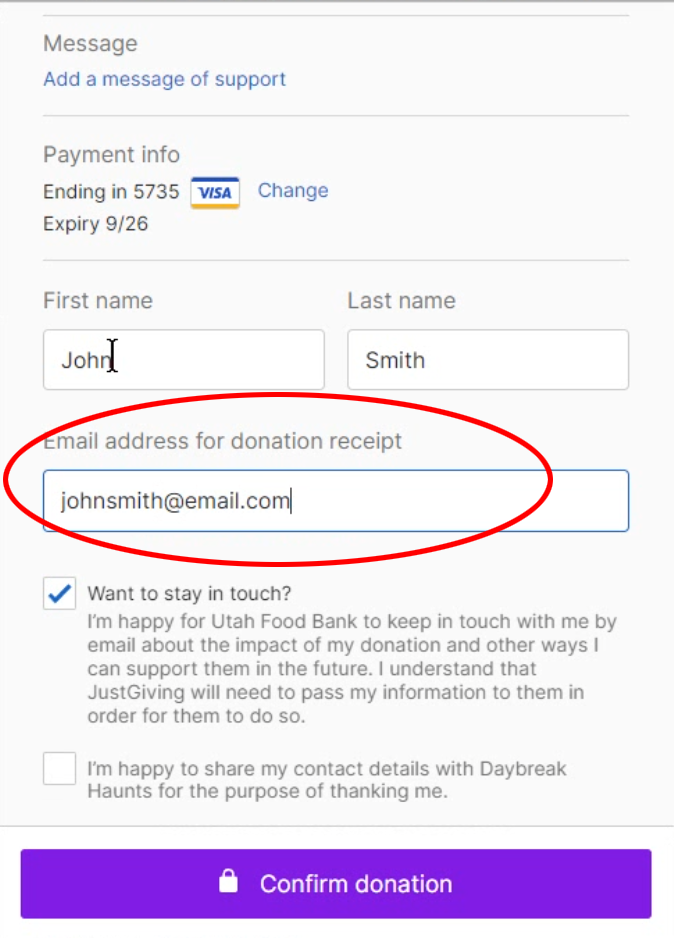 Message
Add a message of support
Payment info
Ending in 5735 VISA Change
Expiry 9/26
First name Last name
John Smith
Email address for donation receipt
johnsmith@email.com
Want to stay in touch?
I'm happy for Utah Food Bank to keep in touch with me by
email about the impact of my donation and other ways I
can support them in the future. I understand that
JustGiving will need to pass my information to them in
order for them to do so.
I'm happy to share my contact details with Daybreak
Haunts for the purpose of thanking me.
Confirm donation